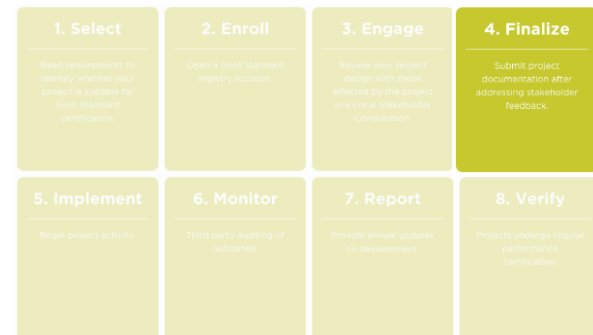 1. Select
Read requirements to
identify whether your
project is suitable for
Gold Standard
certification.
2. Enroll
Open a Gold Standard
registry account.
3. Engage
Review your project
design with those
affected by the project
in a Local Stakeholder
Consultation.
4. Finalize
Submit project
documentation after
addressing stakeholder
feedback.
5. Implement
Begin project activity.
6. Monitor
Third party auditing of
outcomes.
7. Report
Provide annual updates
on development.
8. Verify
Projects undergo regular
performance
certification.